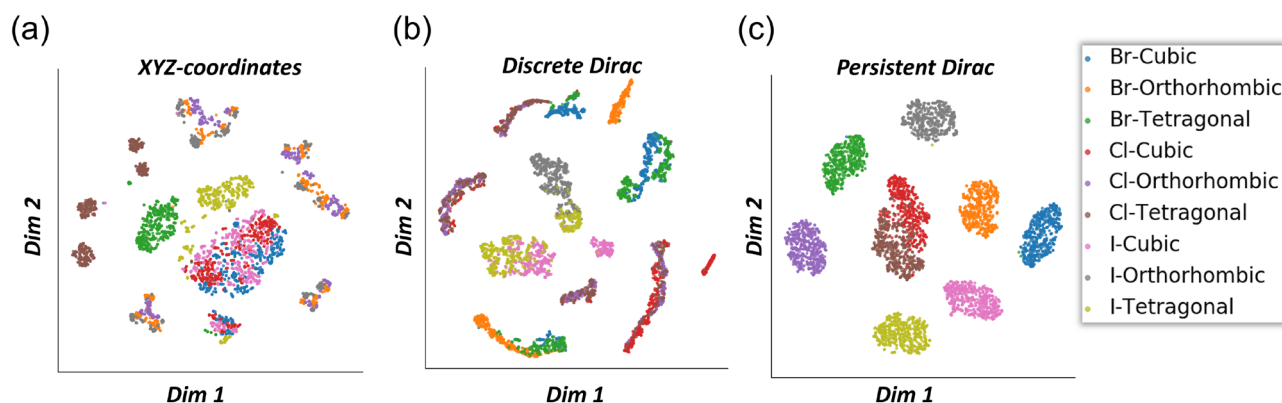 (a)
XYZ-coordinates
Dim 2
Dim 1
(b)
Discrete Dirac
Dim 2
Dim 1
(c)
Persistent Dirac
Dim 2
Dim 1
Br-Cubic
Br-Orthorhombic
Br-Tetragonal
Cl-Cubic
Cl-Orthorhombic
Cl-Tetragonal
I-Cubic
I-Orthorhombic
I-Tetragonal